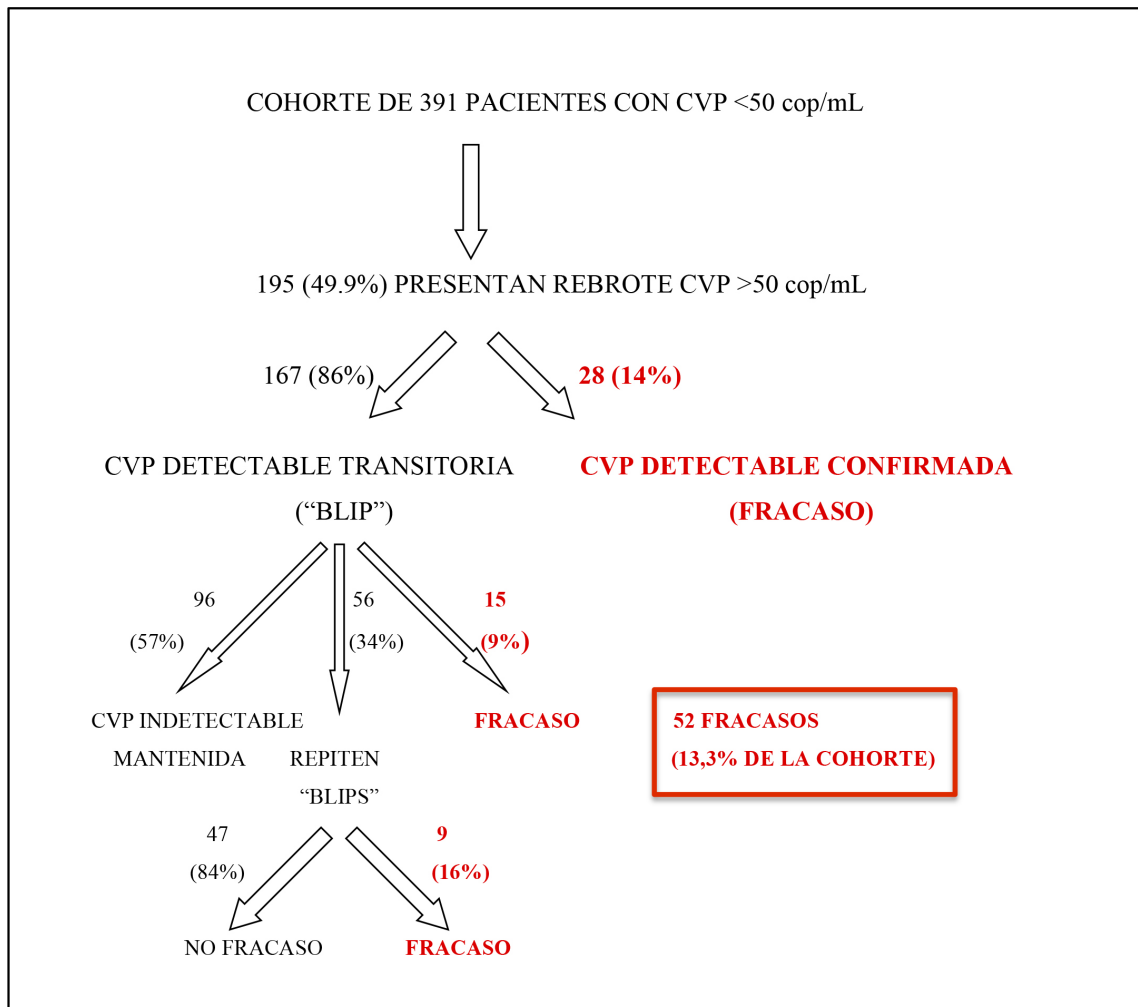 COHORTE DE 391 PACIENTES CON CVP <50 cop/mL
195 (49.9%) PRESENTAN REBROTE CVP >50 cop/mL
167 (86%)
28 (14%)
CVP DETECTABLE TRANSITORIA
(“BLIP”)
CVP DETECTABLE CONFIRMADA
(FRACASO)
96
(57%)
56
(34%)
15
(9%)
CVP INDETECTABLE
MANTENIDA
REPITEN
“BLIPS”
FRACASO
52 FRACASOS
(13,3% DE LA COHORTE)
47
(84%)
9
(16%)
NO FRACASO
FRACASO